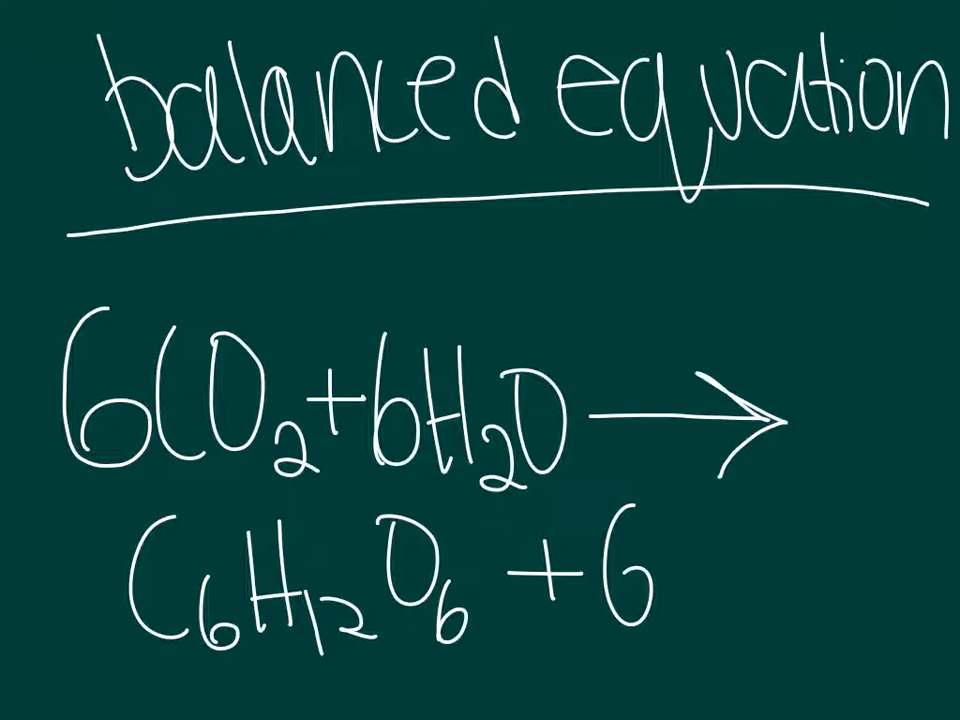 balanced equation
6CO₂+6H₂O →
C₆H₁₂O₆ + 6